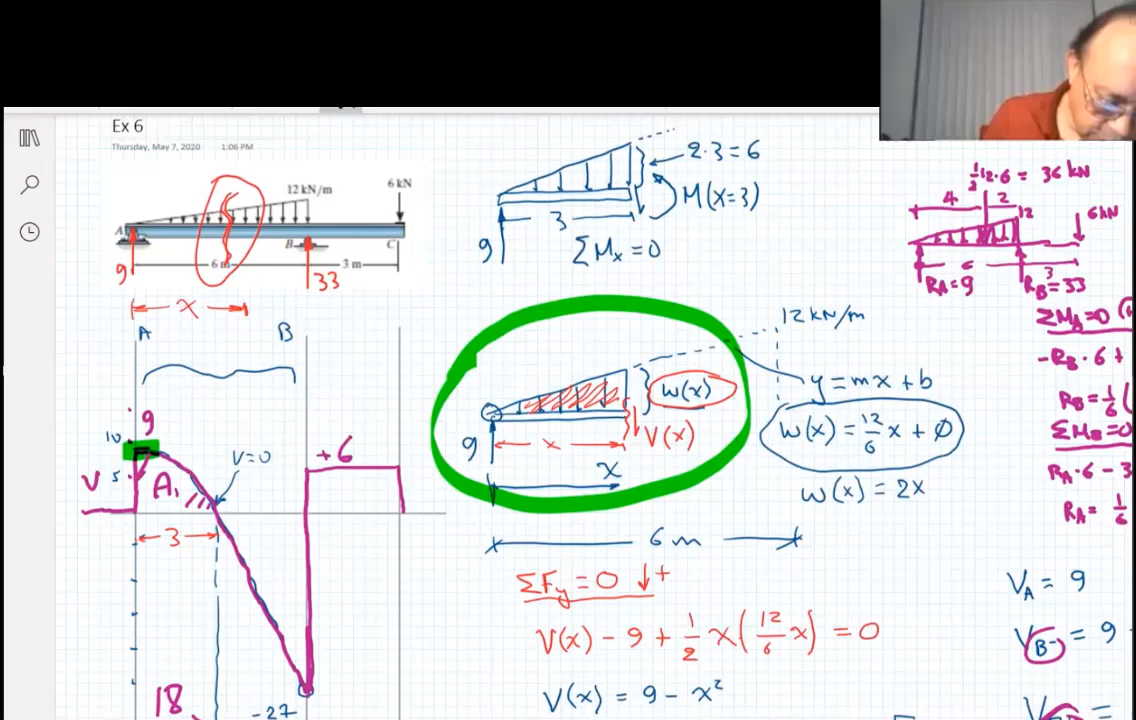 Ex 6
Thursday, May 7, 2020 1:06 PM
12 kN/m
6 kN
A
B
C
6 m
3 m
9
33
x
A
B
10
9
V=0
+6
V
5
A₁
3
18
-27
2·3=6
M(x=3)
3
9
ΣMₓ=0
12 kN/m
w(x)
y=mx+b
9
x
V(x)
x
w(x)=12/6 x+∅
w(x)=2x
6 m
ΣFy=0 ↓+
V(x) - 9 + 1/2 x(12/6 x) = 0
V(x) = 9 - x²
1/2 12·6 = 36 kN
4
2
12
6 kN
6
3
RA=9
RB=33
ΣMA=0
-RB·6+
RB=1/6(
ΣMB=0
RA·6-3
RA= 1/6
VA = 9
VB- = 9